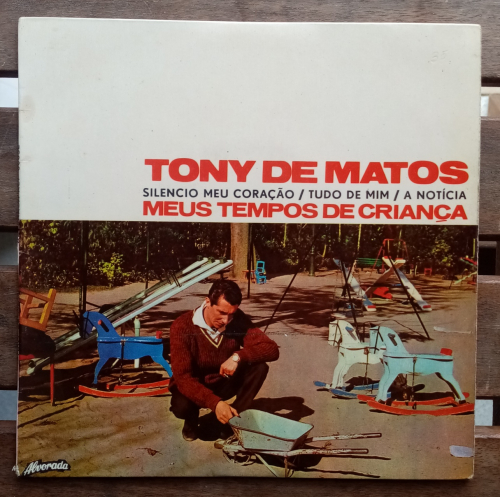 TONY DE MATOS
SILENCIO MEU CORAÇÃO / TUDO DE MIM / A NOTÍCIA
MEUS TEMPOS DE CRIANÇA
Alvorada